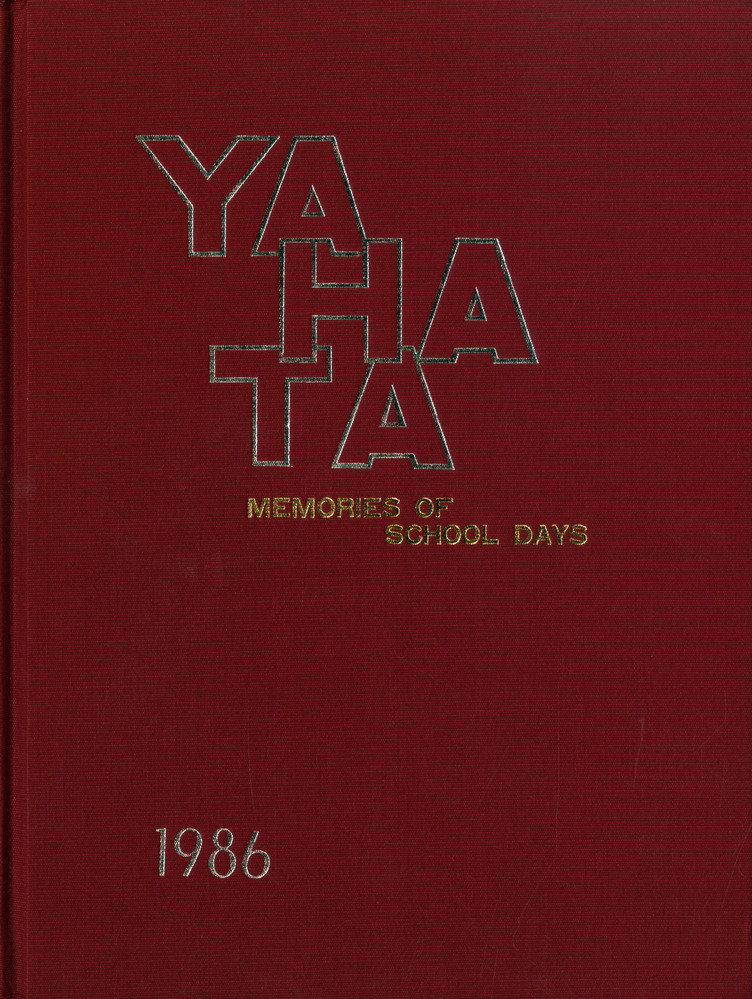 YA
HA
TA
MEMORIES OF
SCHOOL DAYS
1986